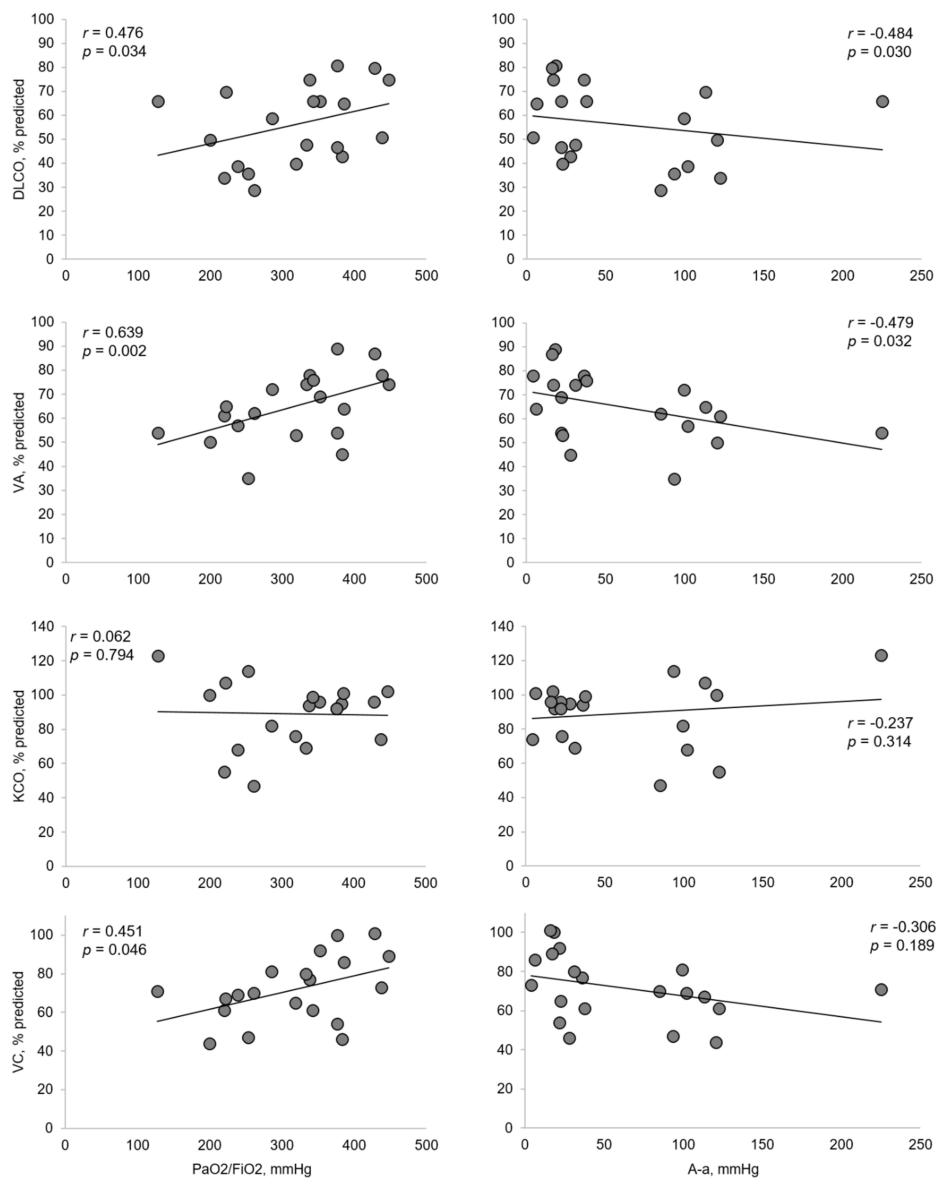 r = 0.476
p = 0.034
DLCO, % predicted
100
90
80
70
60
50
40
30
20
10
0
0 100 200 300 400 500
r = -0.484
p = 0.030
100
90
80
70
60
50
40
30
20
10
0
0 50 100 150 200 250
r = 0.639
p = 0.002
VA, % predicted
100
90
80
70
60
50
40
30
20
10
0
0 100 200 300 400 500
r = -0.479
p = 0.032
100
90
80
70
60
50
40
30
20
10
0
0 50 100 150 200 250
r = 0.062
p = 0.794
KCO, % predicted
140
120
100
80
60
40
20
0
0 100 200 300 400 500
r = -0.237
p = 0.314
140
120
100
80
60
40
20
0
0 50 100 150 200 250
r = 0.451
p = 0.046
VC, % predicted
100
80
60
40
20
0
0 100 200 300 400 500
PaO2/FiO2, mmHg
r = -0.306
p = 0.189
100
80
60
40
20
0
0 50 100 150 200 250
A-a, mmHg